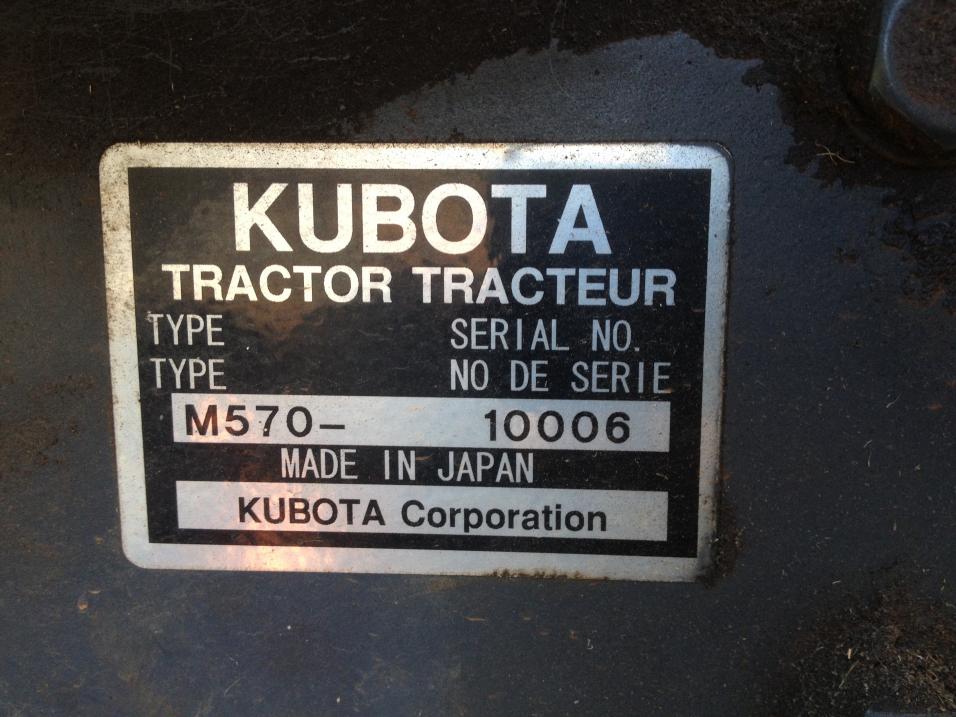 KUBOTA
TRACTOR TRACTEUR
TYPE SERIAL NO.
TYPE NO DE SERIE
M570- 10006
MADE IN JAPAN
KUBOTA Corporation